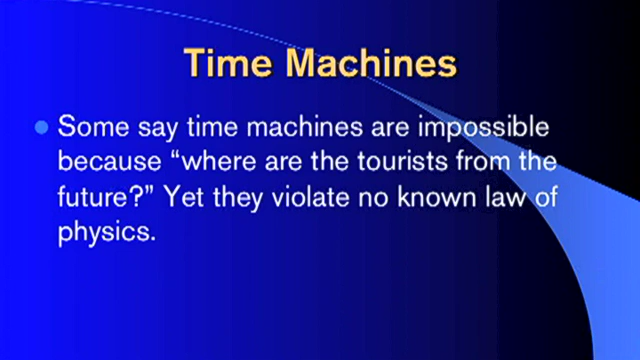 Time Machines
Some say time machines are impossible
because “where are the tourists from the
future?” Yet they violate no known law of
physics.